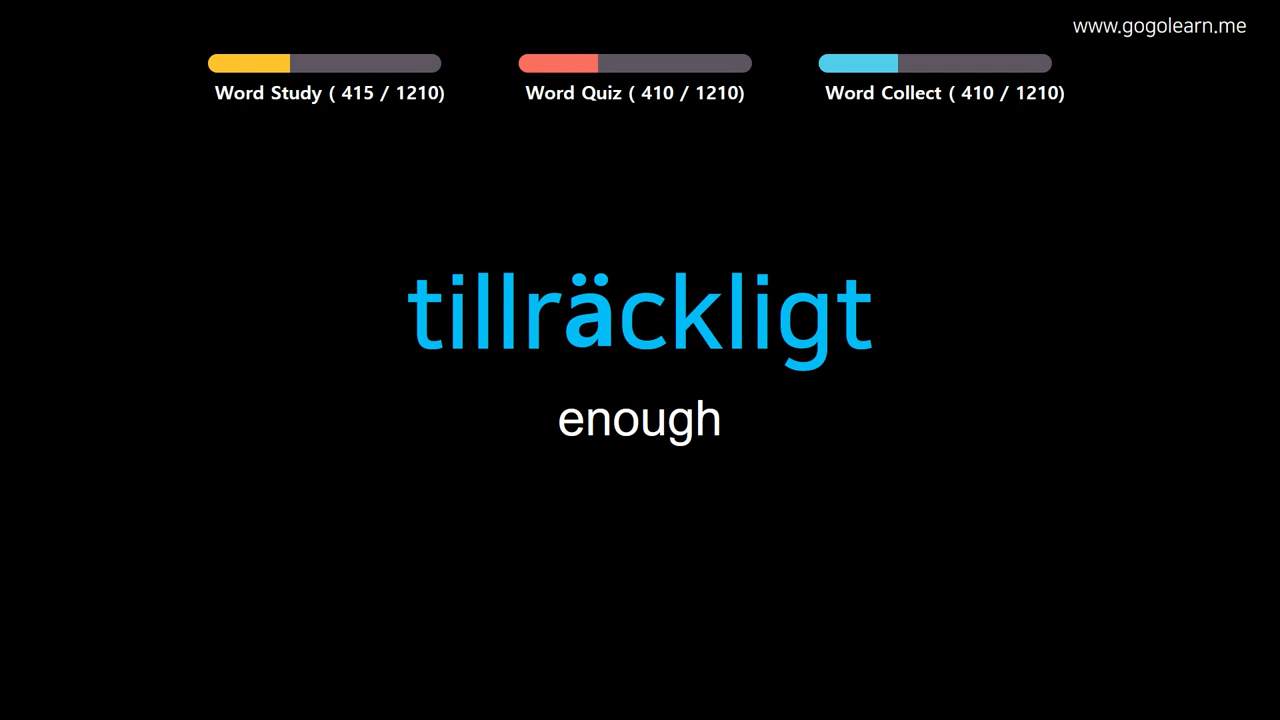 www.gogolearn.me
Word Study ( 415 / 1210)
Word Quiz ( 410 / 1210)
Word Collect ( 410 / 1210)
tillräckligt
enough